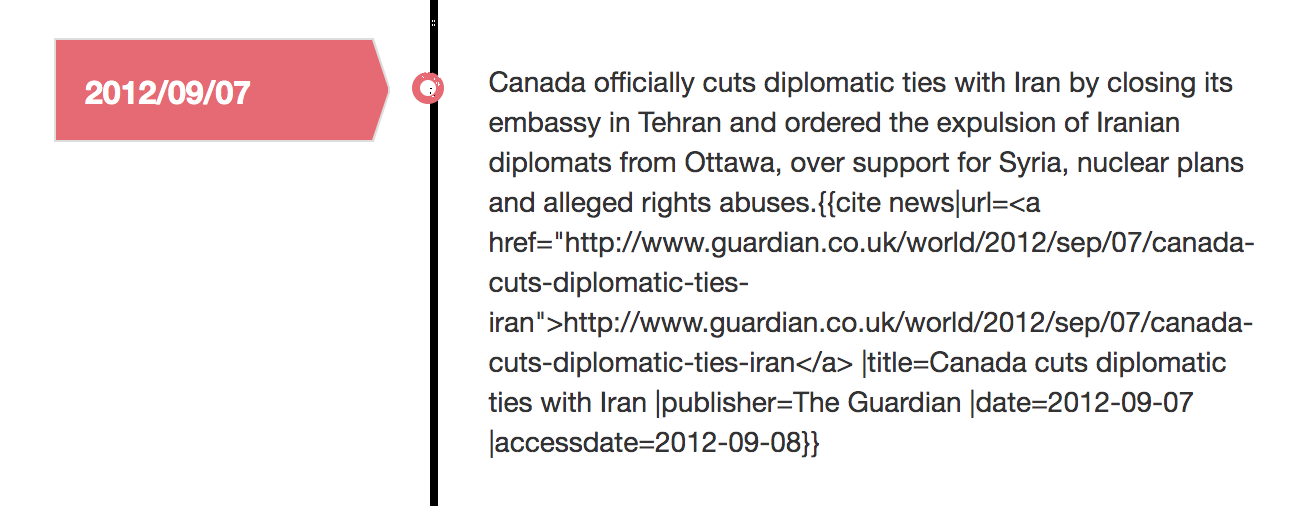 2012/09/07
Canada officially cuts diplomatic ties with Iran by closing its
embassy in Tehran and ordered the expulsion of Iranian
diplomats from Ottawa, over support for Syria, nuclear plans
and alleged rights abuses.{{cite news|url=<a
href="http://www.guardian.co.uk/world/2012/sep/07/canada-
cuts-diplomatic-ties-
iran">http://www.guardian.co.uk/world/2012/sep/07/canada-
cuts-diplomatic-ties-iran</a> |title=Canada cuts diplomatic
ties with Iran |publisher=The Guardian |date=2012-09-07
|accessdate=2012-09-08}}